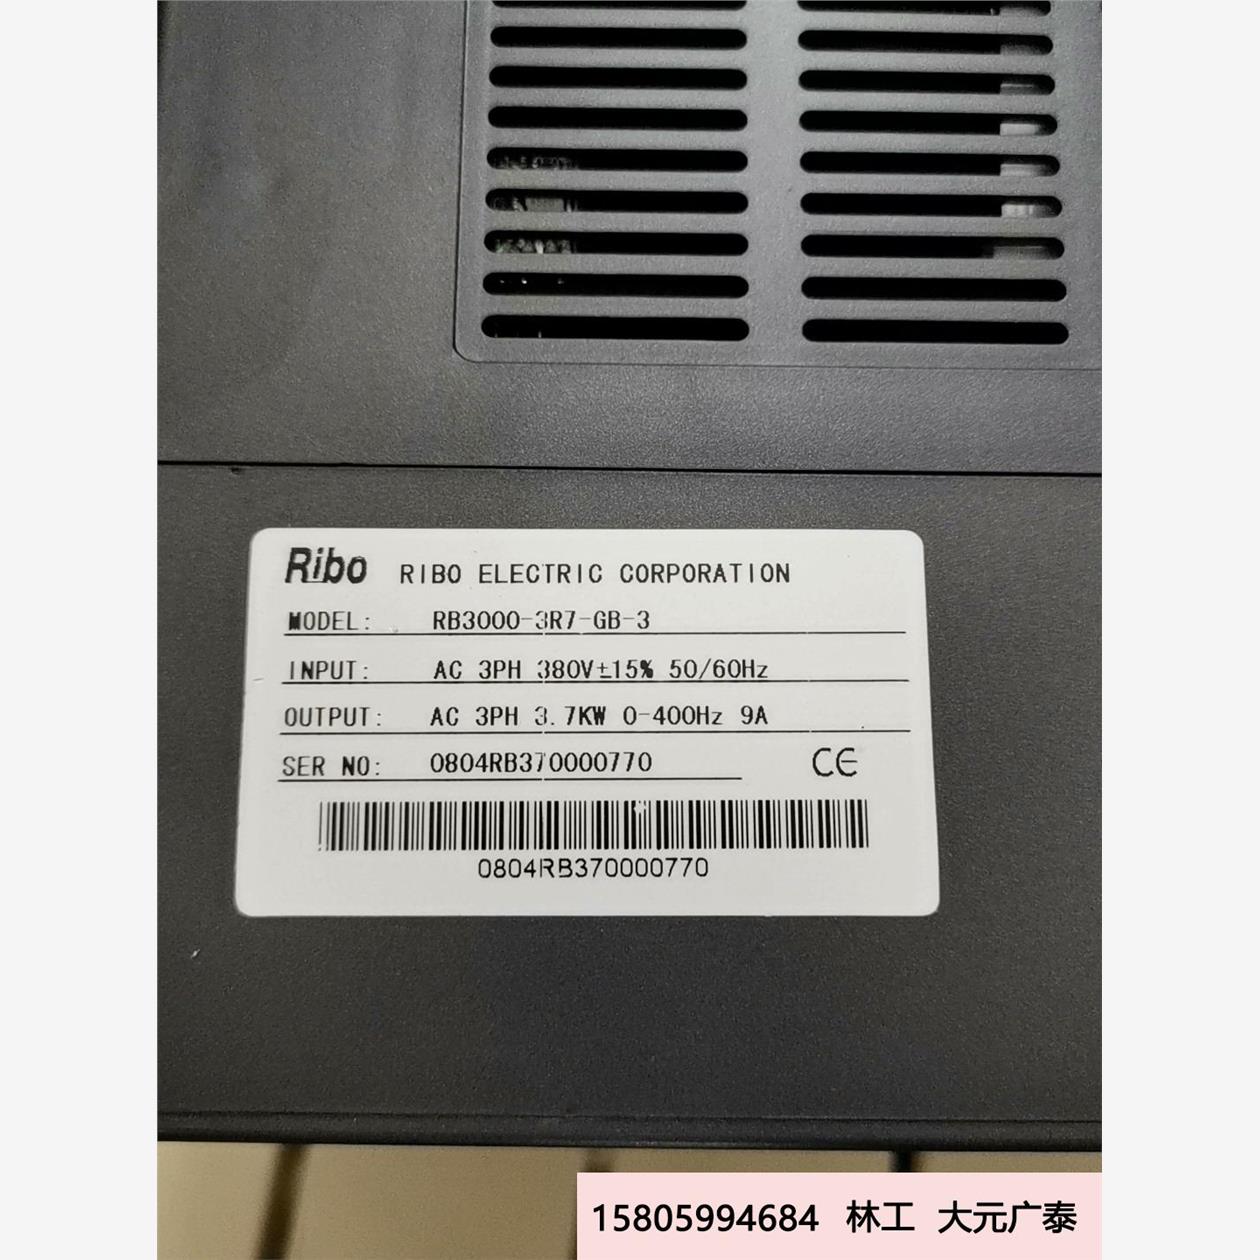 Ribo RIBO ELECTRIC CORPORATION
MODEL: RB3000-3R7-GB-3
INPUT: AC 3PH 380V±15% 50/60Hz
OUTPUT: AC 3PH 3.7KW 0-400Hz 9A
SER NO: 0804RB370000770 CE
0804RB370000770
15805994684 林工 大元广泰